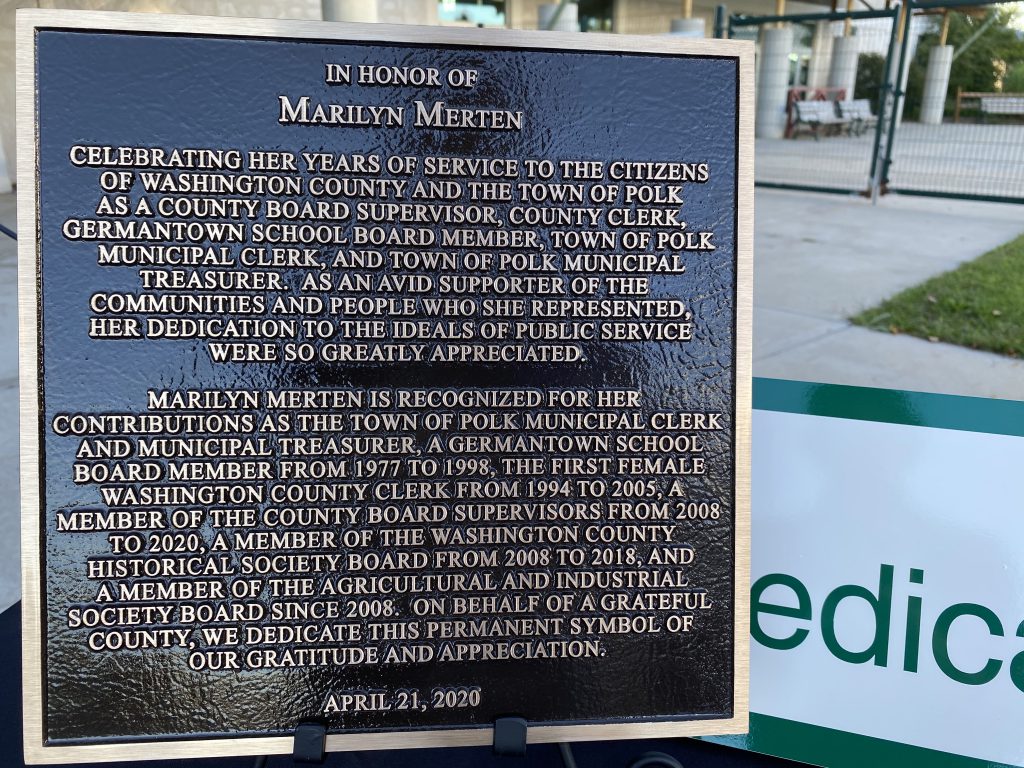 IN HONOR OF
MARILYN MERTEN
CELEBRATING HER YEARS OF SERVICE TO THE CITIZENS
OF WASHINGTON COUNTY AND THE TOWN OF POLK
AS A COUNTY BOARD SUPERVISOR, COUNTY CLERK,
GERMANTOWN SCHOOL BOARD MEMBER, TOWN OF POLK
MUNICIPAL CLERK, AND TOWN OF POLK MUNICIPAL
TREASURER. AS AN AVID SUPPORTER OF THE
COMMUNITIES AND PEOPLE WHO SHE REPRESENTED,
HER DEDICATION TO THE IDEALS OF PUBLIC SERVICE
WERE SO GREATLY APPRECIATED.
MARILYN MERTEN IS RECOGNIZED FOR HER
CONTRIBUTIONS AS THE TOWN OF POLK MUNICIPAL CLERK
AND MUNICIPAL TREASURER, A GERMANTOWN SCHOOL
BOARD MEMBER FROM 1977 TO 1998, THE FIRST FEMALE
WASHINGTON COUNTY CLERK FROM 1994 TO 2005, A
MEMBER OF THE COUNTY BOARD SUPERVISORS FROM 2008
TO 2020, A MEMBER OF THE WASHINGTON COUNTY
HISTORICAL SOCIETY BOARD FROM 2008 TO 2018, AND
A MEMBER OF THE AGRICULTURAL AND INDUSTRIAL
SOCIETY BOARD SINCE 2008. ON BEHALF OF A GRATEFUL
COUNTY, WE DEDICATE THIS PERMANENT SYMBOL OF
OUR GRATITUDE AND APPRECIATION.
APRIL 21, 2020
edica